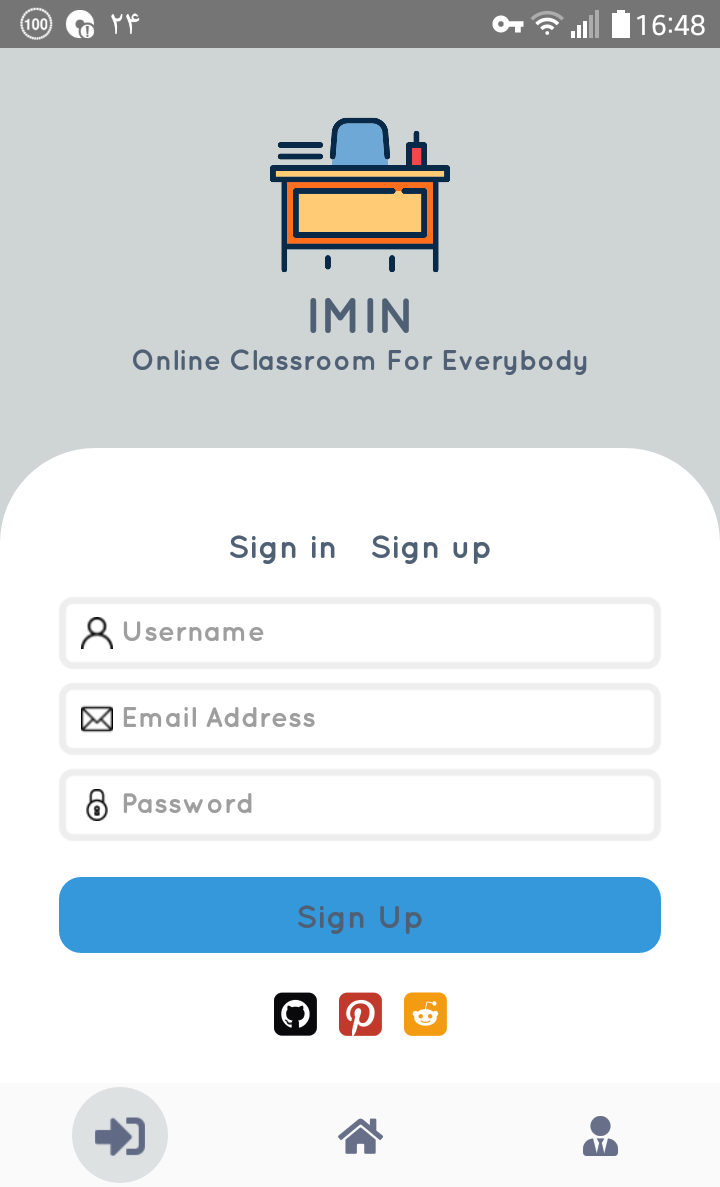 100 ۲۴ 16:48
IMIN
Online Classroom For Everybody
Sign in Sign up
Username
Email Address
Password
Sign Up